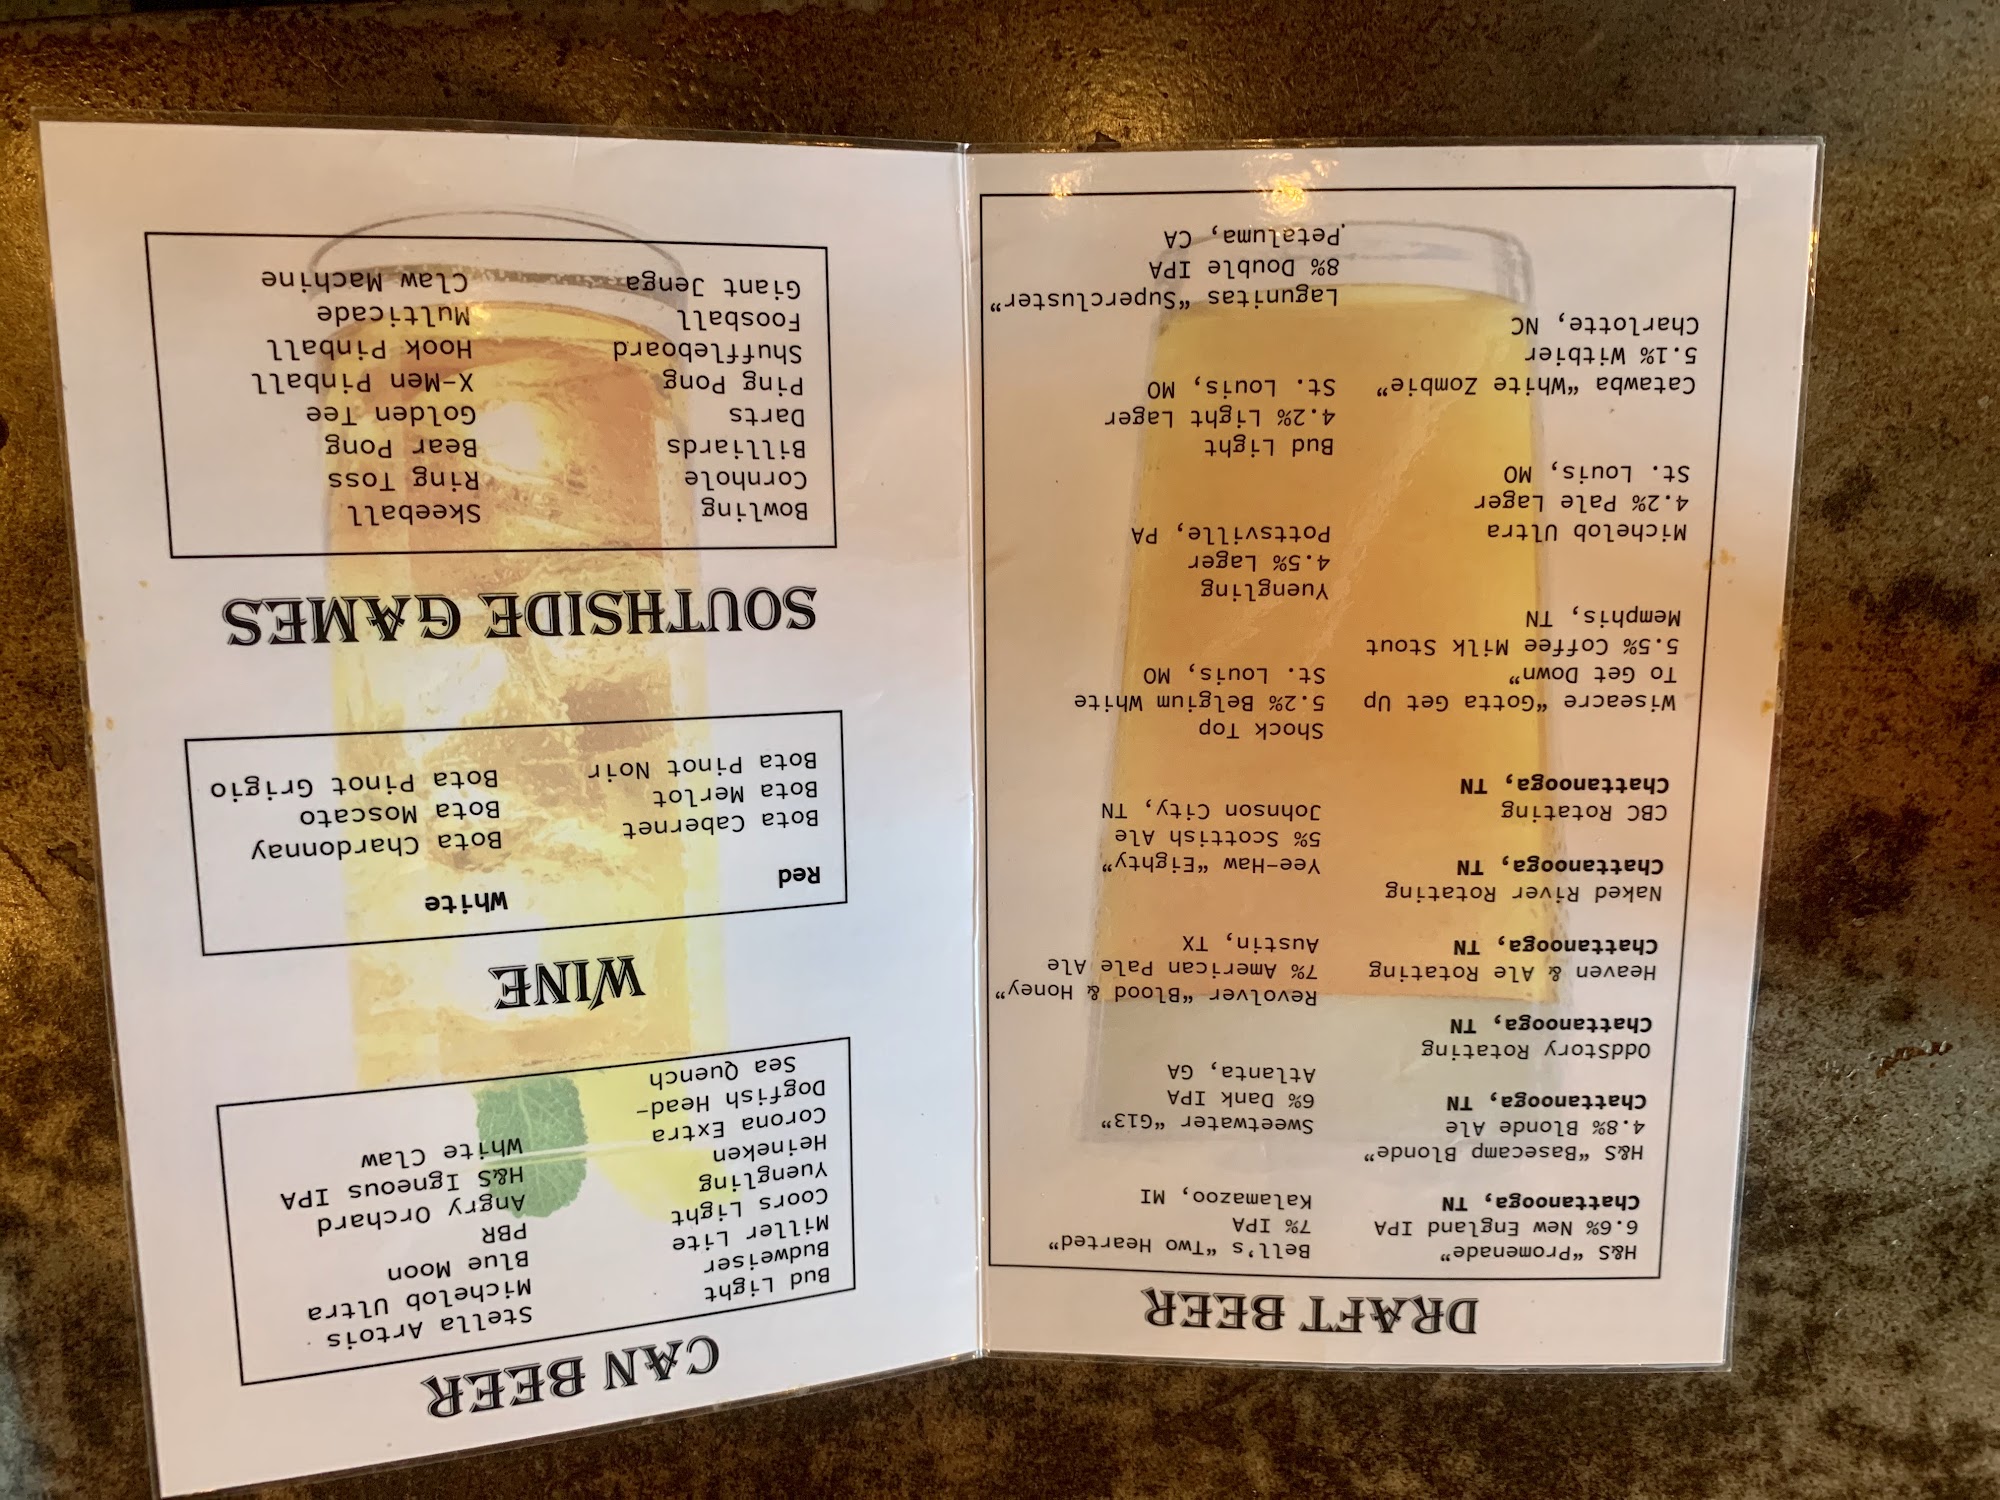 DRAFT BEER
H&S “Promenade”
6.6% New England IPA
Chattanooga, TN
H&S “Basecamp Blonde”
4.8% Blonde Ale
Chattanooga, TN
OddStory Rotating
Chattanooga, TN
Heaven & Ale Rotating
Chattanooga, TN
Naked River Rotating
Chattanooga, TN
CBC Rotating
Chattanooga, TN
Wiseacre “Gotta Get Up
To Get Down”
5.5% Coffee Milk Stout
Memphis, TN
Michelob Ultra
4.2% Pale Lager
St. Louis, MO
Catawba “White Zombie”
5.1% Witbier
Charlotte, NC
Bell's “Two Hearted”
7% IPA
Kalamazoo, MI
Sweetwater “G13”
6% Dank IPA
Atlanta, GA
Revolver “Blood & Honey”
7% American Pale Ale
Austin, TX
Yee-Haw “Eighty”
5% Scottish Ale
Johnson City, TN
Shock Top
5.2% Belgium White
St. Louis, MO
Yuengling
4.5% Lager
Pottsville, PA
Bud Light
4.2% Light Lager
St. Louis, MO
Lagunitas “Supercluster”
8% Double IPA
Petaluma, CA
CAN BEER
Bud Light
Budweiser
Miller Lite
Coors Light
Yuengling
Heineken
Corona Extra
Dogfish Head-
Sea Quench
Stella Artois
Michelob Ultra
Blue Moon
PBR
Angry Orchard
H&S Igneous IPA
White Claw
WINE
Red
Bota Cabernet
Bota Merlot
Bota Pinot Noir
White
Bota Chardonnay
Bota Moscato
Bota Pinot Grigio
SOUTHSIDE GAMES
Bowling
Cornhole
Billiards
Darts
Ping Pong
Shuffleboard
Foosball
Giant Jenga
Skeeball
Ring Toss
Bear Pong
Golden Tee
X-Men Pinball
Hook Pinball
Multicade
Claw Machine